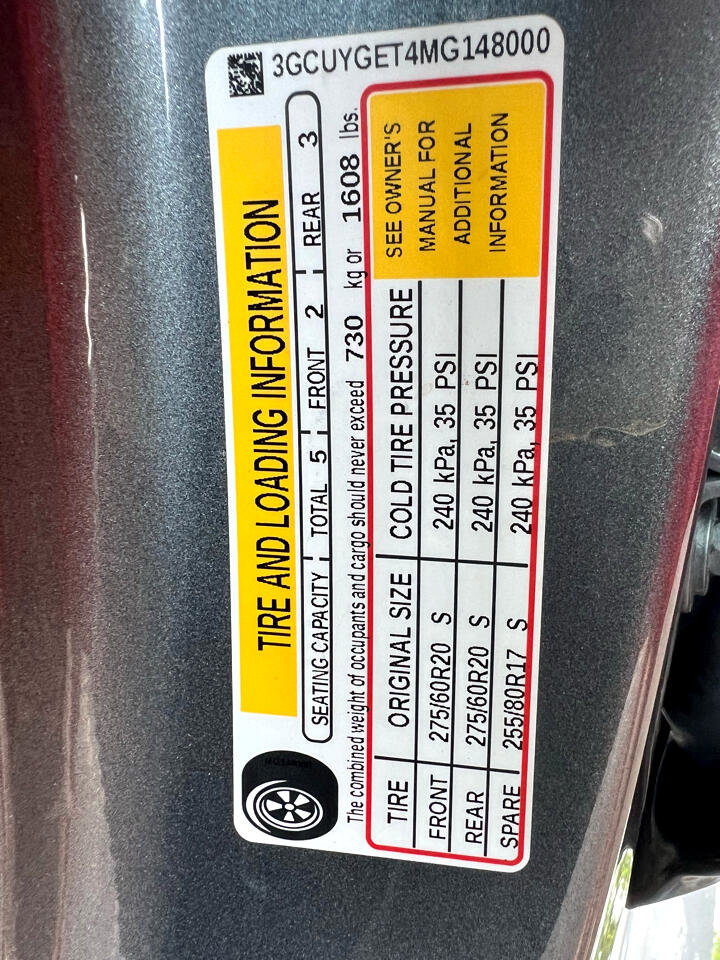 3GCUYGET4MG148000
TIRE AND LOADING INFORMATION
SEATING CAPACITY TOTAL 5 FRONT 2 REAR 3
The combined weight of occupants and cargo should never exceed 730 kg or 1608 lbs.
TIRE ORIGINAL SIZE COLD TIRE PRESSURE
FRONT 275/60R20 S 240 kPa, 35 PSI
REAR 275/60R20 S 240 kPa, 35 PSI
SPARE 255/80R17 S 240 kPa, 35 PSI
SEE OWNER'S
MANUAL FOR
ADDITIONAL
INFORMATION